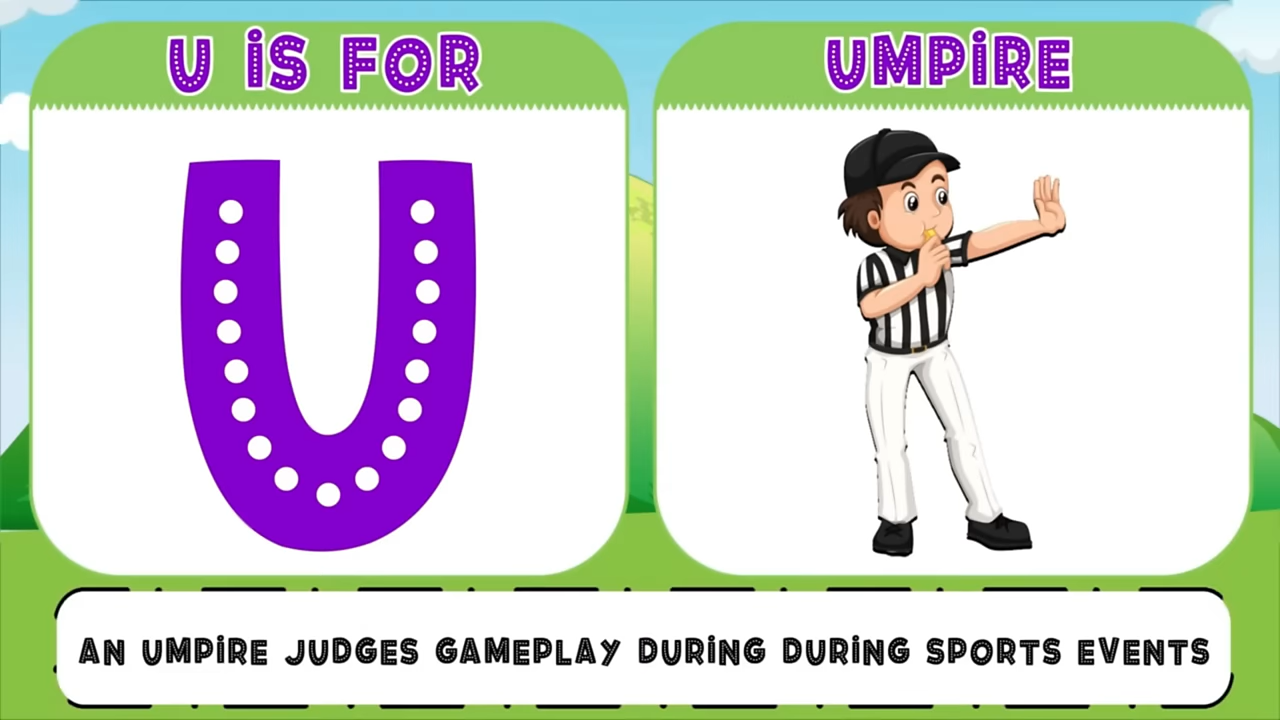 U iS FOR
UMPiRE
U
AN UMPiRE JUDGES GAMEPLAY DURiNG DURiNG SPORTS EVENTS